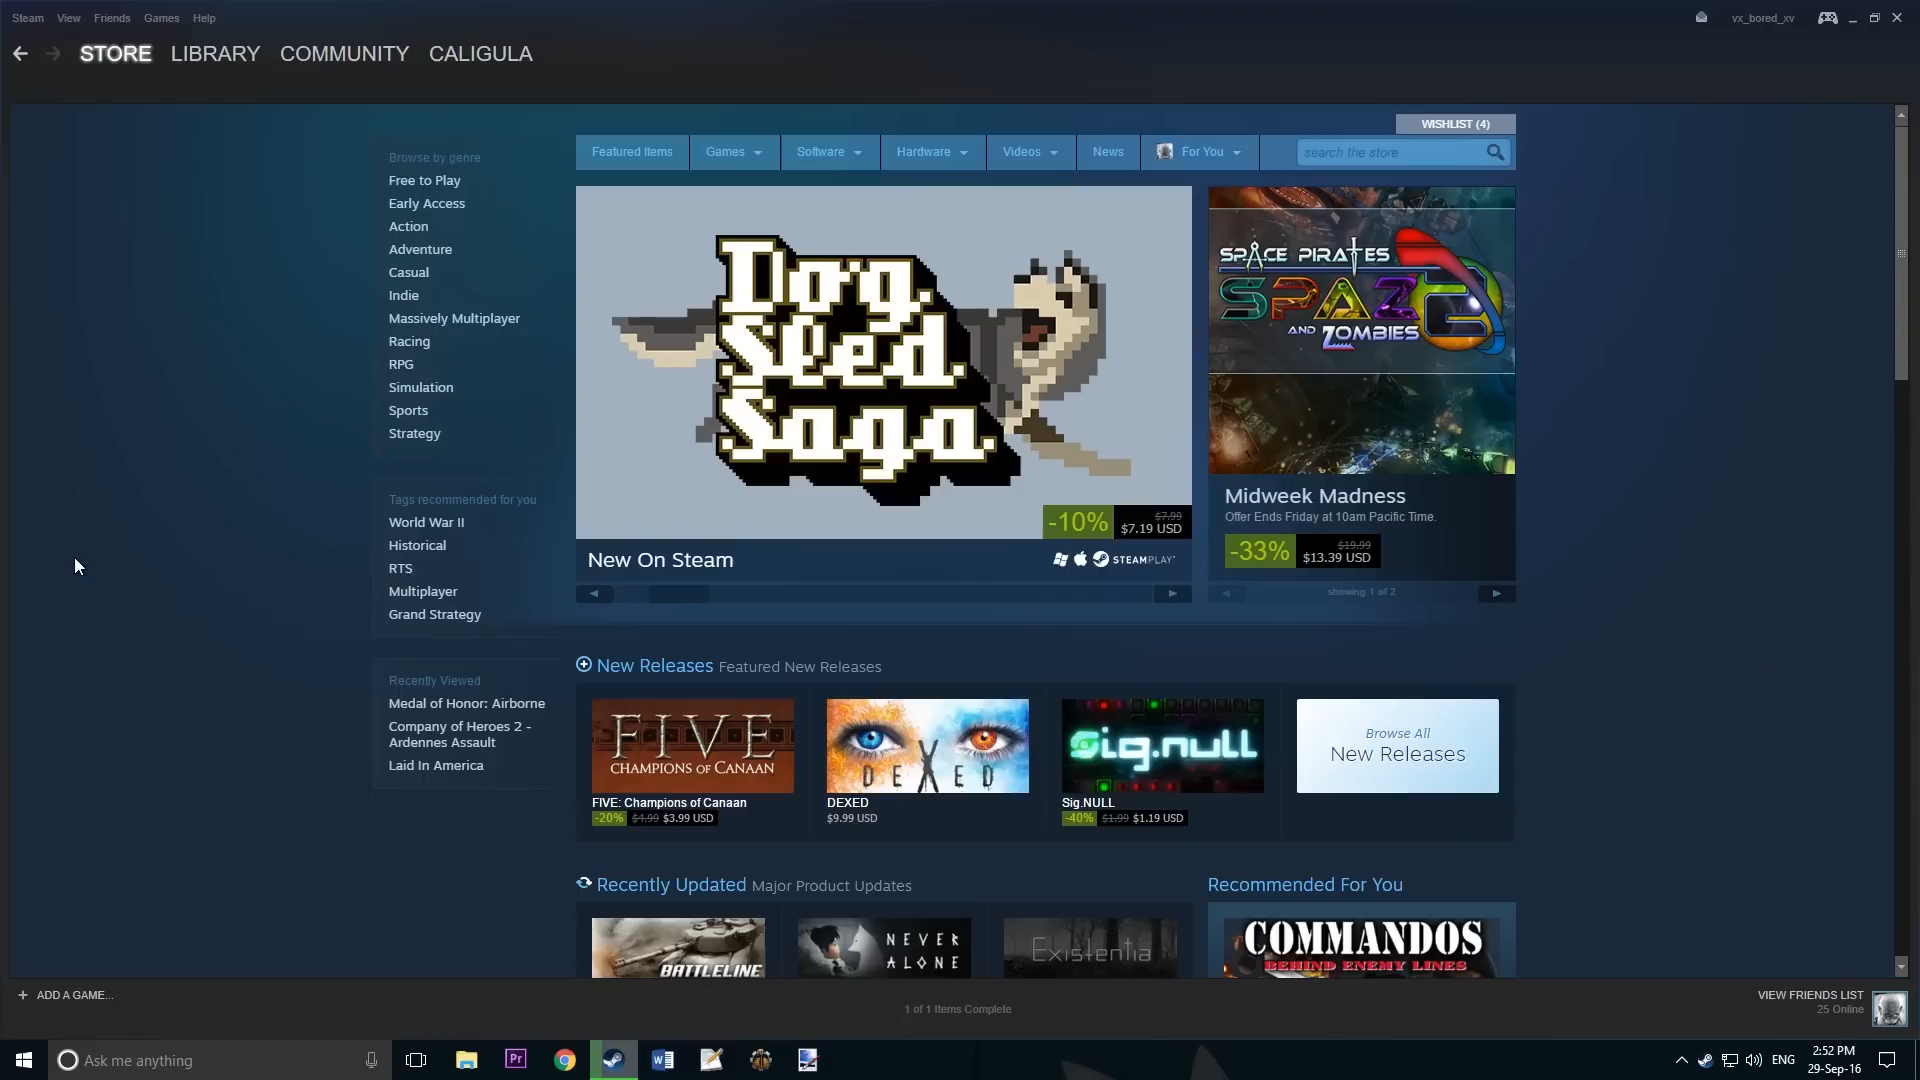 Steam View Friends Games Help
vx_bored_xv
STORE LIBRARY COMMUNITY CALIGULA
WISHLIST (4)
Featured Items Games Software Hardware Videos News For You search the store
Browse by genre
Free to Play
Early Access
Action
Adventure
Casual
Indie
Massively Multiplayer
Racing
RPG
Simulation
Sports
Strategy
Tags recommended for you
World War II
Historical
RTS
Multiplayer
Grand Strategy
Recently Viewed
Medal of Honor: Airborne
Company of Heroes 2 -
Ardennes Assault
Laid In America
Dog.
Sled.
Saga.
-10% $7.99
$7.19 USD
New On Steam
STEAMPLAY
SPACE PIRATES
SPAZ 2
AND ZOMBIES
Midweek Madness
Offer Ends Friday at 10am Pacific Time.
-33% $19.99
$13.39 USD
showing 1 of 2
New Releases Featured New Releases
FIVE
CHAMPIONS OF CANAAN
FIVE: Champions of Canaan
-20% $4.99 $3.99 USD
DEXED
DEXED
$9.99 USD
Sig.null
Sig.NULL
-40% $1.99 $1.19 USD
Browse All
New Releases
Recently Updated Major Product Updates
BATTLELINE
NEVER
ALONE
Existentia
Recommended For You
COMMANDOS
BEHIND ENEMY LINES
+ ADD A GAME...
1 of 1 Items Complete
VIEW FRIENDS LIST
25 Online
Ask me anything
Pr
ENG
2:52 PM
29-Sep-16